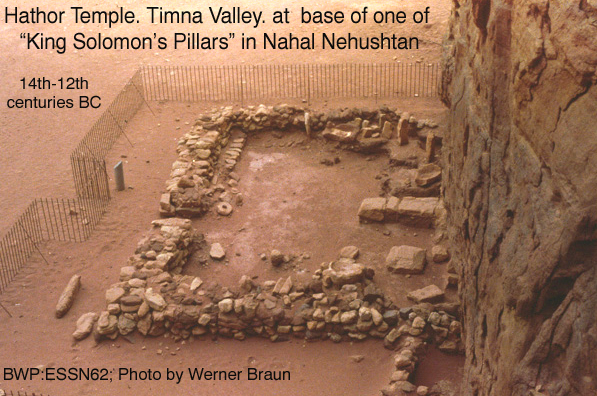 Hathor Temple. Timna Valley. at base of one of
“King Solomon’s Pillars” in Nahal Nehushtan
14th-12th
centuries BC
BWP:ESSN62; Photo by Werner Braun